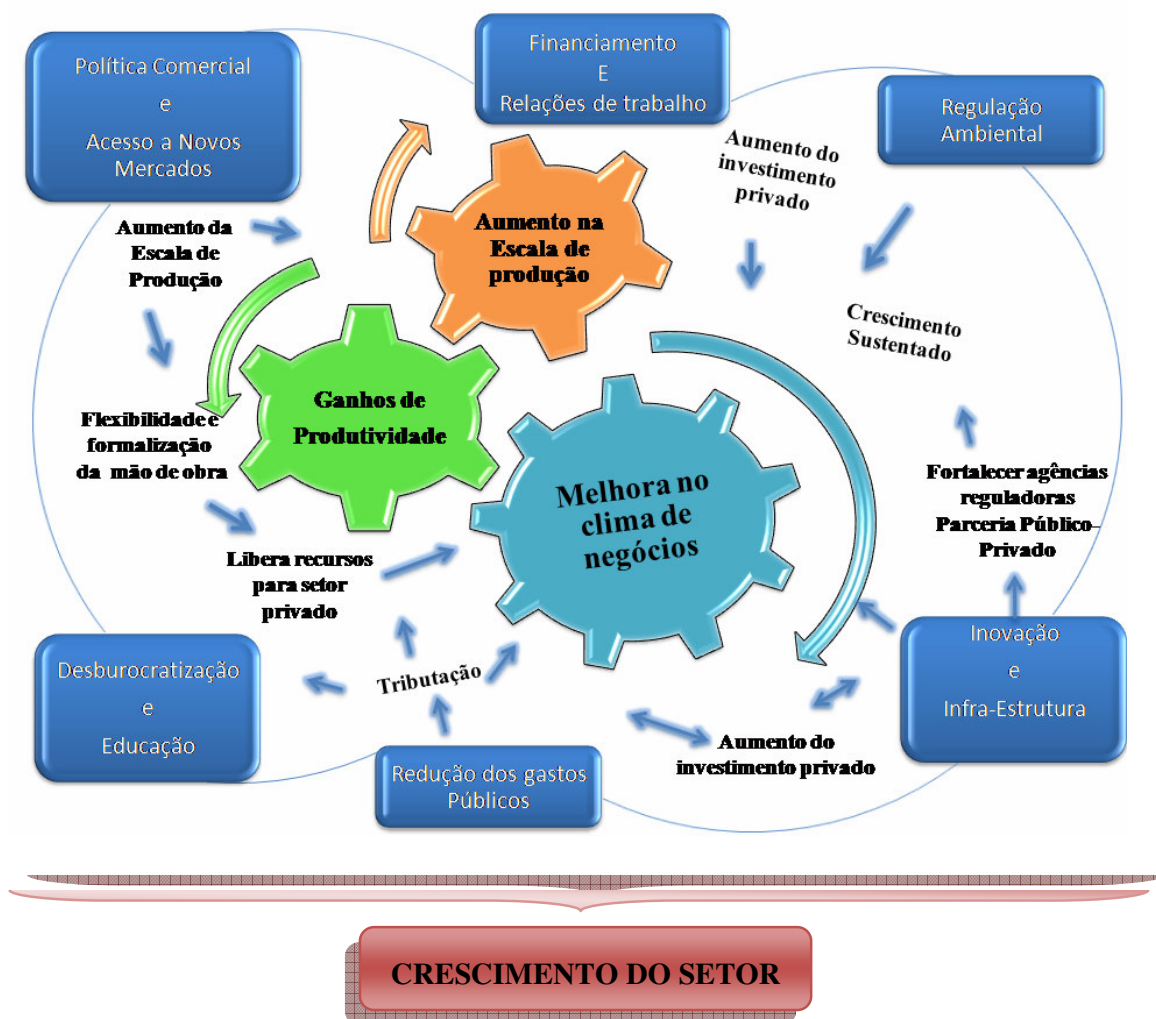 Política Comercial
e
Acesso a Novos
Mercados
Financiamento
E
Relações de trabalho
Regulação
Ambiental
Aumento do
investimento
privado
Aumento da
Escala de
Produção
Aumento na
Escala de
produção
Crescimento
Sustentado
Ganhos de
Produtividade
Flexibilidade e
formalização
da mão de obra
Melhora no
clima de
negócios
Fortalecer agências
reguladoras
Parceria Público-
Privado
Libera recursos
para setor
privado
Desburocratização
e
Educação
Tributação
Inovação
e
Infra-Estrutura
Aumento do
investimento privado
Redução dos gastos
Públicos
CRESCIMENTO DO SETOR